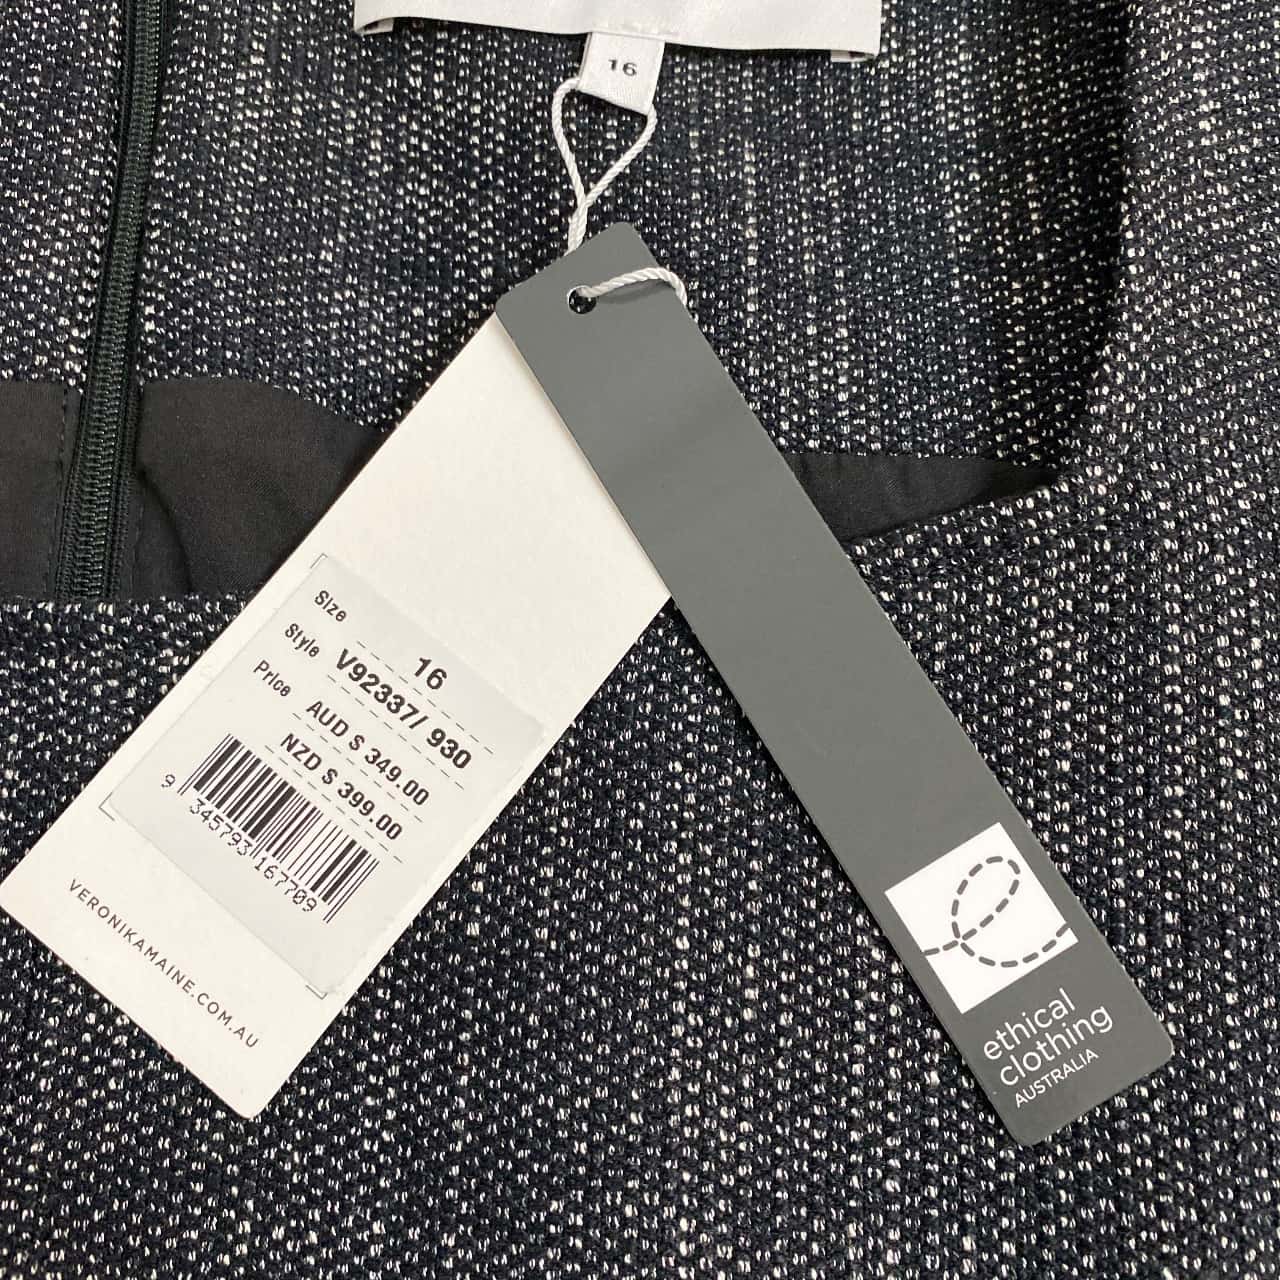 16
Size 16
Style V92337/ 930
Price AUD $ 349.00
NZD $ 399.00
9 345793 167709
VERONIKAMAINE.COM.AU
ethical
clothing
AUSTRALIA